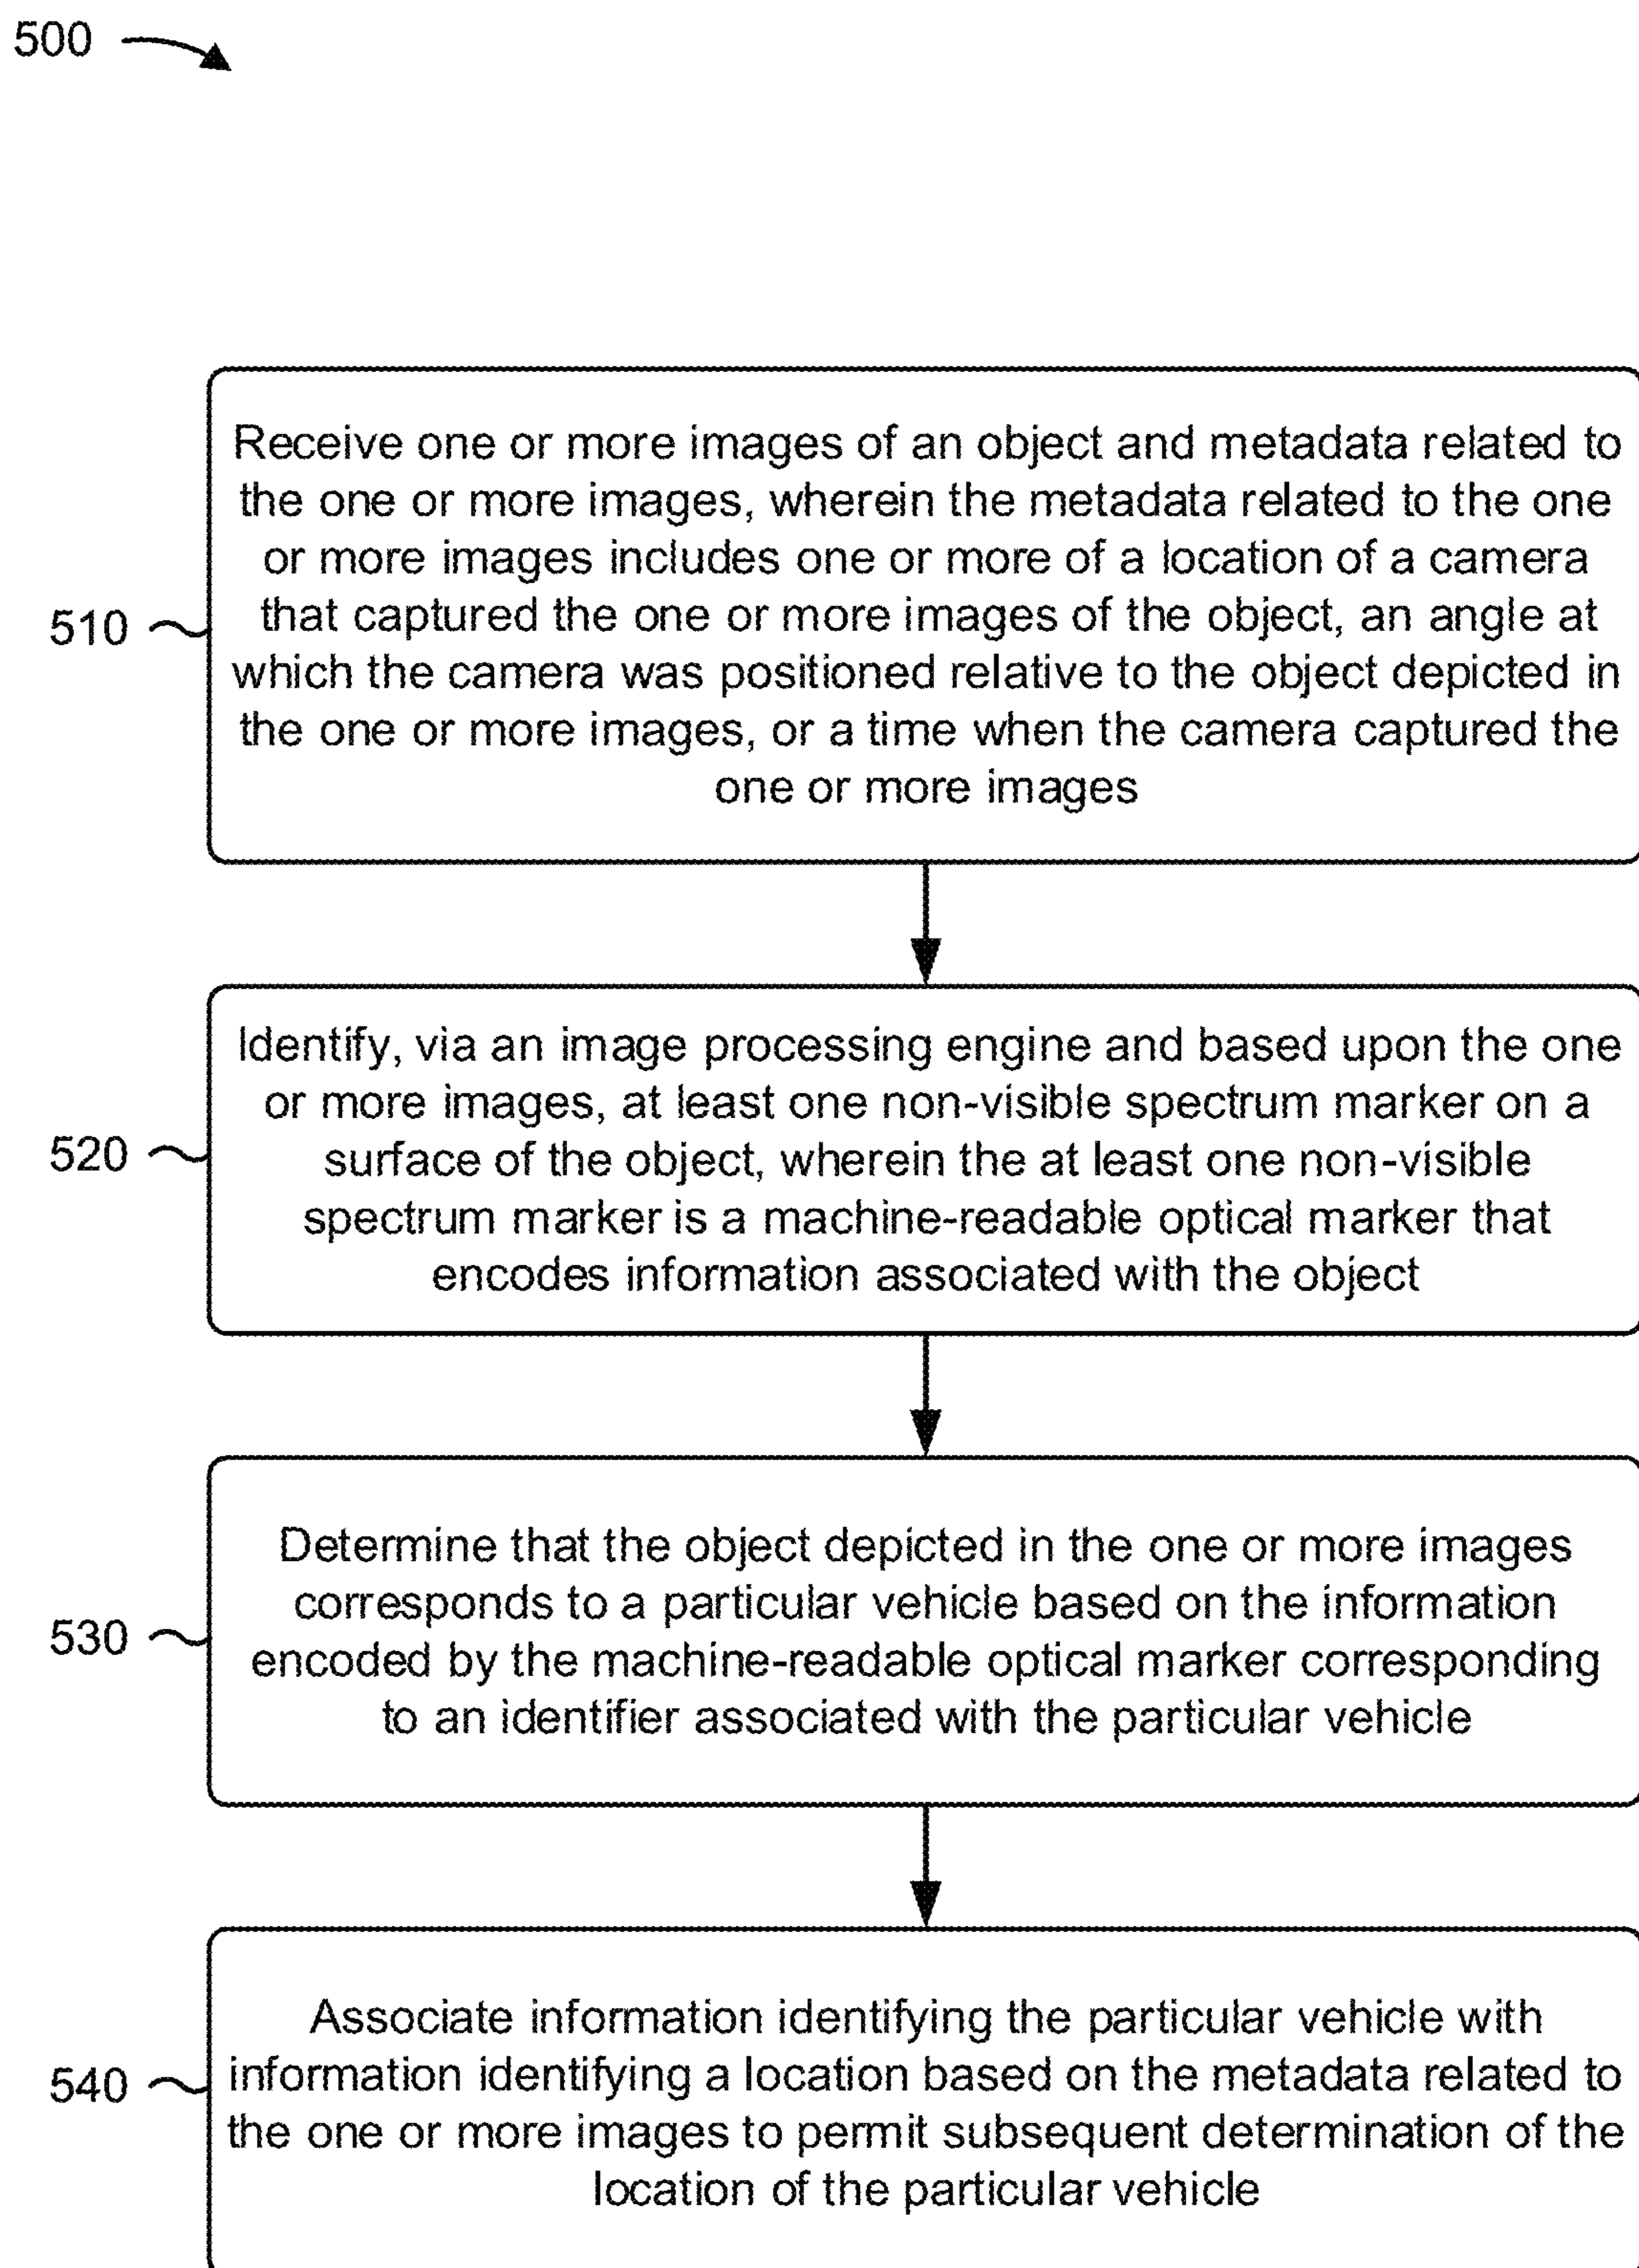 500
Receive one or more images of an object and metadata related to
the one or more images, wherein the metadata related to the one
or more images includes one or more of a location of a camera
that captured the one or more images of the object, an angle at
510
which the camera was positioned relative to the object depicted in
the one or more images, or a time when the camera captured the
one or more images
Identify, via an image processing engine and based upon the one
or more images, at least one non-visible spectrum marker on a
520
surface of the object, wherein the at least one non-visible
spectrum marker is a machine-readable optical marker that
encodes information associated with the object
Determine that the object depicted in the one or more images
corresponds to a particular vehicle based on the information
530
encoded by the machine-readable optical marker corresponding
to an identifier associated with the particular vehicle
Associate information identifying the particular vehicle with
540
information identifying a location based on the metadata related to
the one or more images to permit subsequent determination of the
location of the particular vehicle